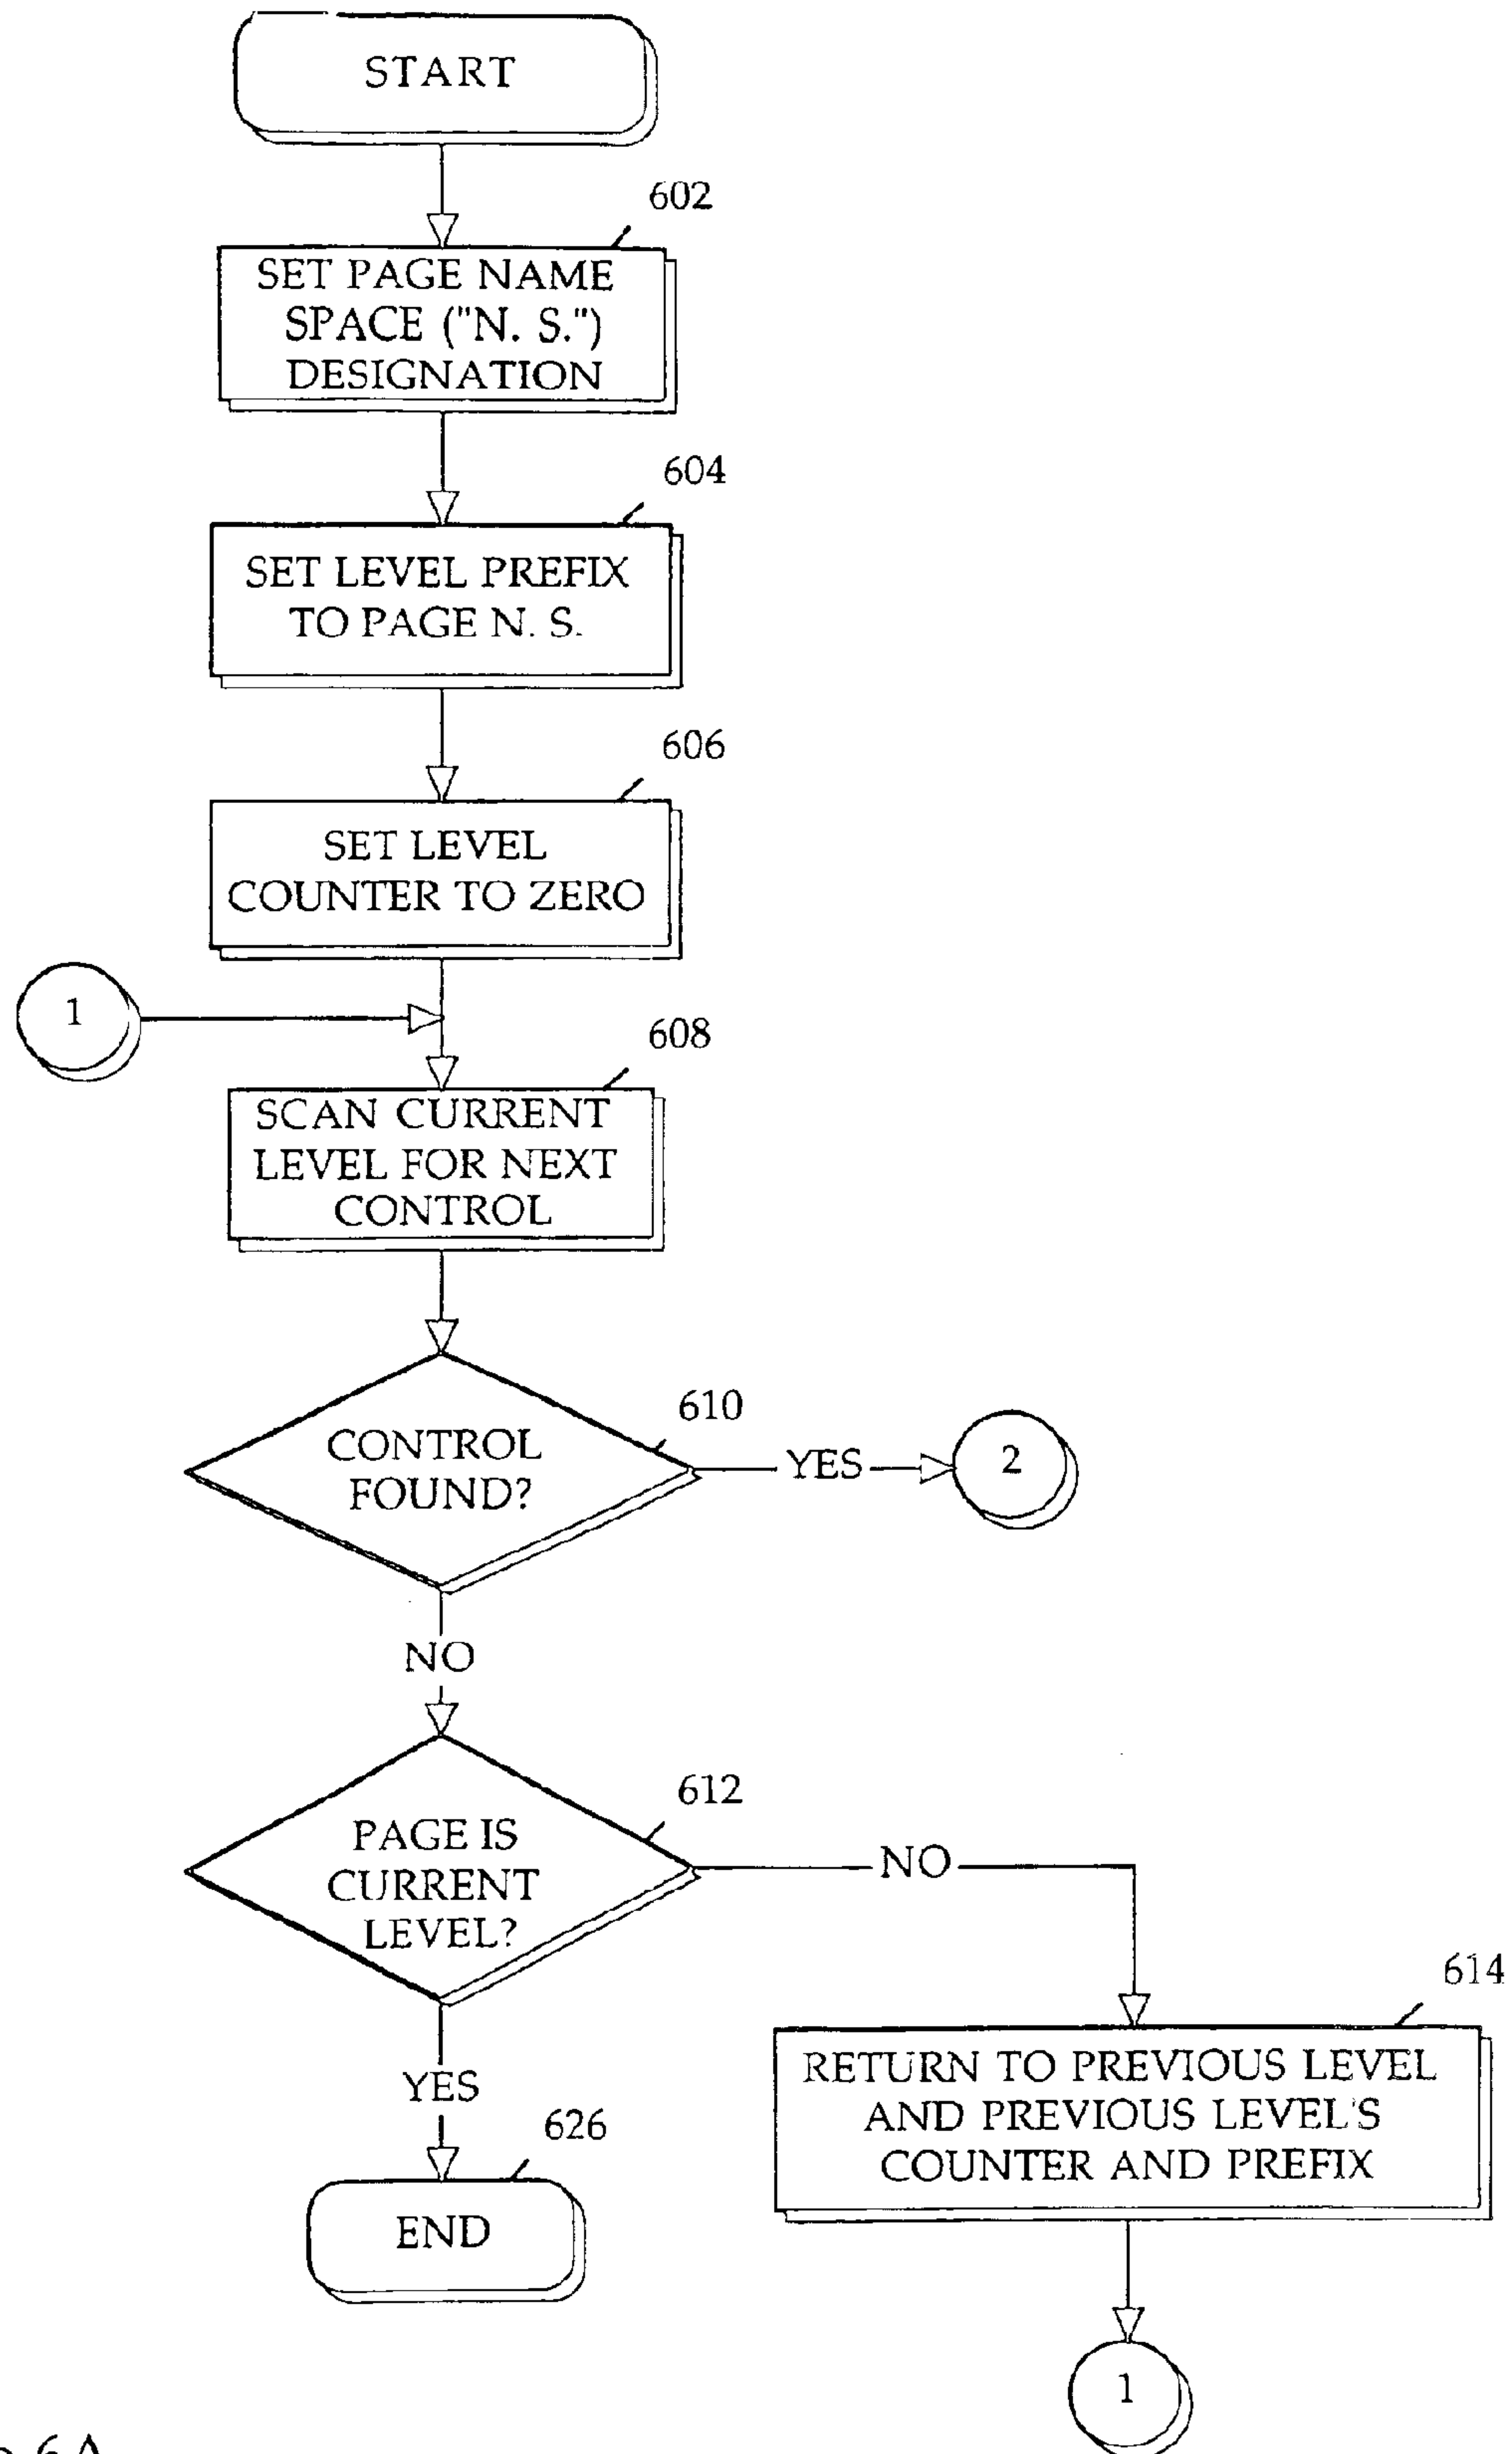 START
602
SET PAGE NAME
SPACE ("N. S.")
DESIGNATION
604
SET LEVEL PREFIX
TO PAGE N. S.
606
SET LEVEL
COUNTER TO ZERO
1
608
SCAN CURRENT
LEVEL FOR NEXT
CONTROL
610
CONTROL
FOUND?
YES
2
NO
612
PAGE IS
CURRENT
LEVEL?
NO
614
RETURN TO PREVIOUS LEVEL
AND PREVIOUS LEVEL'S
COUNTER AND PREFIX
YES
626
END
1
6A